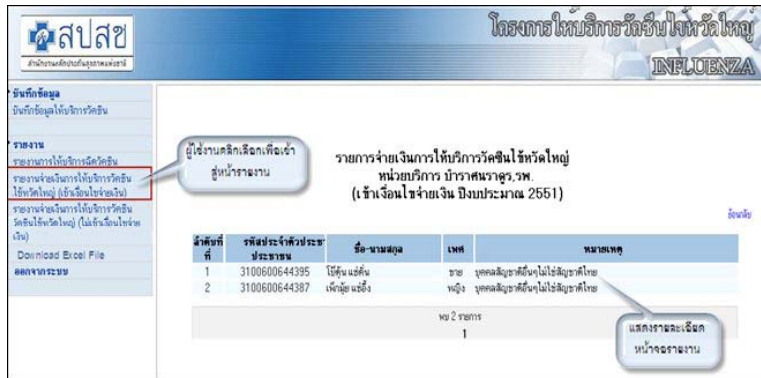 สปสช
สำนักงานหลักประกันสุขภาพแห่งชาติ
โครงการให้บริการวัคซีนไข้หวัดใหญ่
INFLUENZA
บันทึกข้อมูล
บันทึกข้อมูลให้บริการวัคซีน
รายงาน
รายงานการให้บริการฉีดวัคซีน
รายงานจ่ายเงินการให้บริการวัคซีน
ไข้หวัดใหญ่ (เข้าเงื่อนไขจ่ายเงิน)
รายงานจ่ายเงินการให้บริการวัคซีน
วัคซีนไข้หวัดใหญ่ (ไม่เข้าเงื่อนไขจ่าย
เงิน)
Download Excel File
ออกจากระบบ
ผู้ใช้งานคลิกเลือกเพื่อเข้า
สู่หน้ารายงาน
รายการจ่ายเงินการให้บริการวัคซีนไข้หวัดใหญ่
หน่วยบริการ บำราศนราดูร,รพ.
(เข้าเงื่อนไขจ่ายเงิน ปีงบประมาณ 2551)
ย้อนกลับ
ลำดับที่
ที่
รหัสประจำตัวประชา
ประชาชน
ชื่อ-นามสกุล
เพศ
หมายเหตุ
1 3100600644395 โย้คุ้น แซ่คั่น ชาย บุคคลสัญชาติอื่นๆไม่ใช่สัญชาติไทย
2 3100600644387 เพ็กมุ้ย แซ่อึ้ง หญิง บุคคลสัญชาติอื่นๆไม่ใช่สัญชาติไทย
พบ 2 รายการ
1
แสดงรายละเอียด
หน้าจอรายงาน